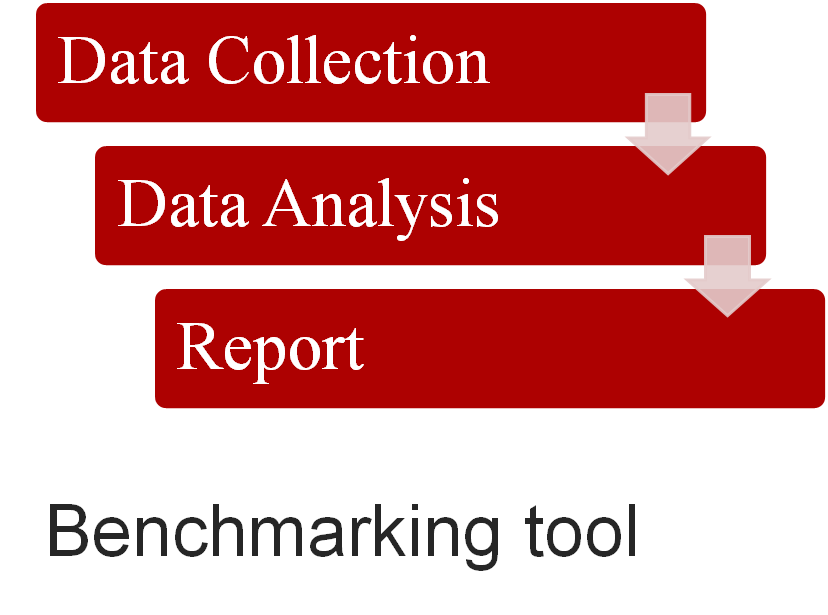 Data Collection
Data Analysis
Report
Benchmarking tool